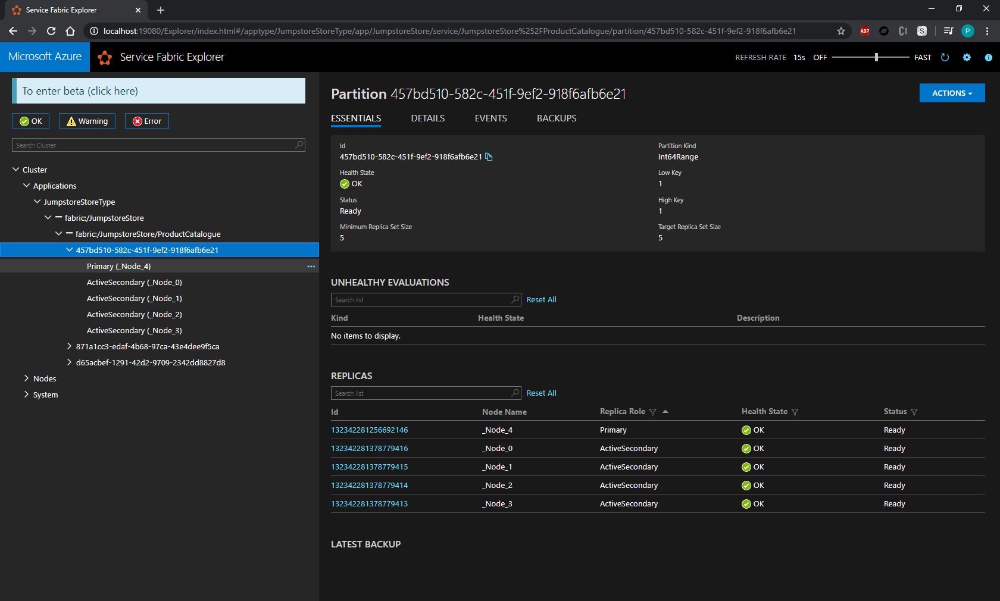 Service Fabric Explorer
localhost:19080/Explorer/index.html#/apptype/JumpstoreStoreType/app/JumpstoreStore/service/JumpstoreStore%252FProductCatalogue/partition/457bd510-582c-451f-9ef2-918f6afb6e21
ABP
S
P
Microsoft Azure
Service Fabric Explorer
REFRESH RATE 15s OFF FAST
To enter beta (click here)
OK
Warning
Error
Search Cluster
Cluster
Applications
JumpstoreStoreType
fabric:/JumpstoreStore
fabric:/JumpstoreStore/ProductCatalogue
457bd510-582c-451f-9ef2-918f6afb6e21
Primary (_Node_4)
ActiveSecondary (_Node_0)
ActiveSecondary (_Node_1)
ActiveSecondary (_Node_2)
ActiveSecondary (_Node_3)
871a1cc3-edaf-4b68-97ca-43e4dee9f5ca
d65acbef-1291-42d2-9709-2342dd8827d8
Nodes
System
Partition 457bd510-582c-451f-9ef2-918f6afb6e21
ACTIONS
ESSENTIALS DETAILS EVENTS BACKUPS
Id
457bd510-582c-451f-9ef2-918f6afb6e21
Health State
OK
Status
Ready
Minimum Replica Set Size
5
Partition Kind
Int64Range
Low Key
1
High Key
1
Target Replica Set Size
5
UNHEALTHY EVALUATIONS
Search list Reset All
Kind Health State Description
No items to display.
REPLICAS
Search list Reset All
Id Node Name Replica Role Health State Status
132342281256692146 _Node_4 Primary OK Ready
132342281378779416 _Node_0 ActiveSecondary OK Ready
132342281378779415 _Node_1 ActiveSecondary OK Ready
132342281378779414 _Node_2 ActiveSecondary OK Ready
132342281378779413 _Node_3 ActiveSecondary OK Ready
LATEST BACKUP